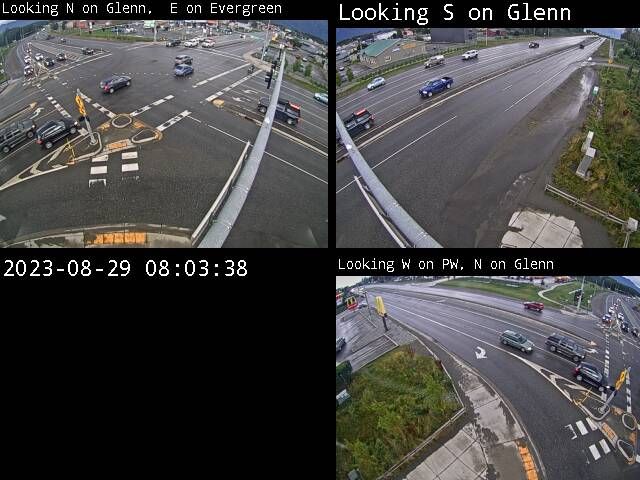 Looking N on Glenn, E on Evergreen
Looking S on Glenn
2023-08-29 08:03:38
Looking W on PW, N on Glenn